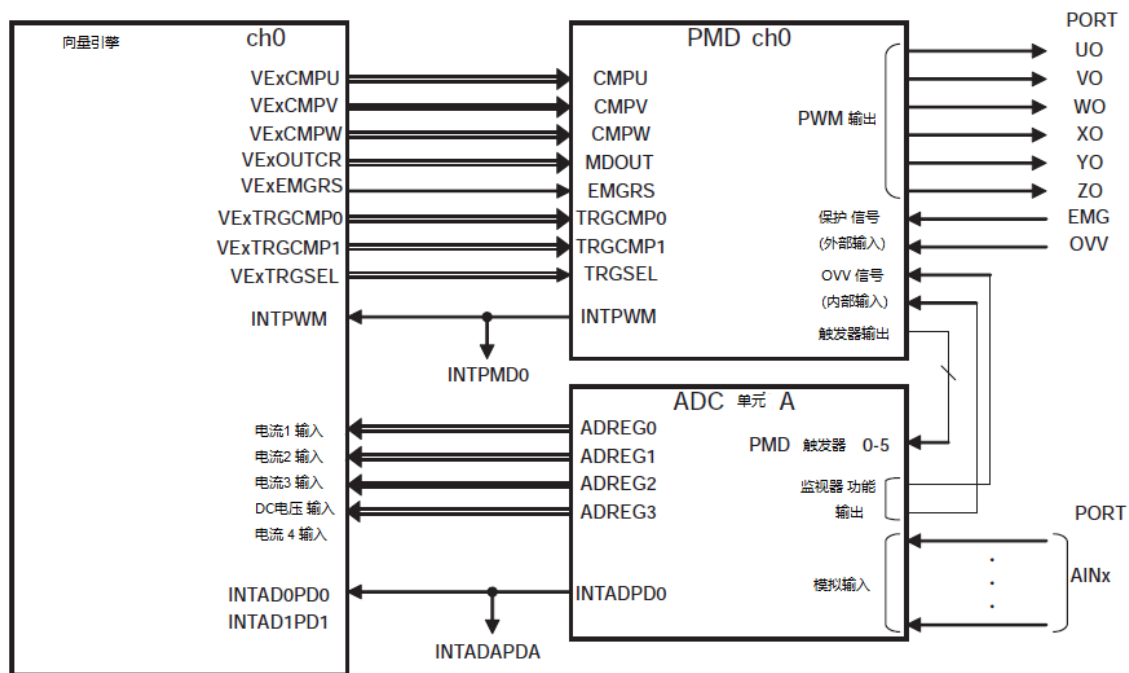 向量引擎 ch0
VExCMPU
VExCMPV
VExCMPW
VExOUTCR
VExEMGRS
VExTRGCMP0
VExTRGCMP1
VExTRGSEL
INTPWM
电流1 输入
电流2 输入
电流3 输入
DC电压 输入
电流 4 输入
INTAD0PD0
INTAD1PD1
INTPMD0
INTADAPDA
PMD ch0
CMPU
CMPV
CMPW
MDOUT
EMGRS
TRGCMP0
TRGCMP1
TRGSEL
INTPWM
PWM 输出
保护 信号
(外部输入)
OVV 信号
(内部输入)
触发器输出
ADC 单元 A
ADREG0
ADREG1
ADREG2
ADREG3
INTADPD0
PMD 触发器 0-5
监视器 功能
输出
模拟输入
PORT
UO
VO
WO
XO
YO
ZO
EMG
OVV
PORT
AINx